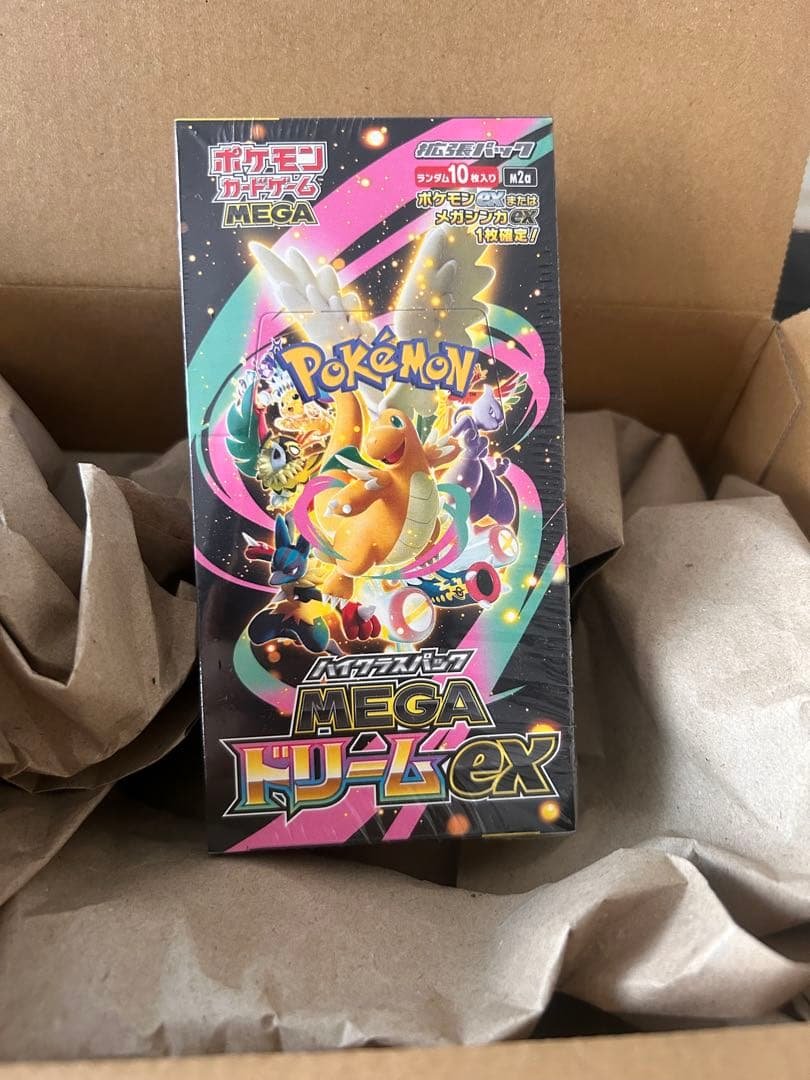 ポケモン
カードゲーム
MEGA
拡張パック
ランダム10枚入り M2a
ポケモンexまたは
メガシンカex
1枚確定!
POKéMON
TM
ハイクラスパック
MEGA
ドリームex